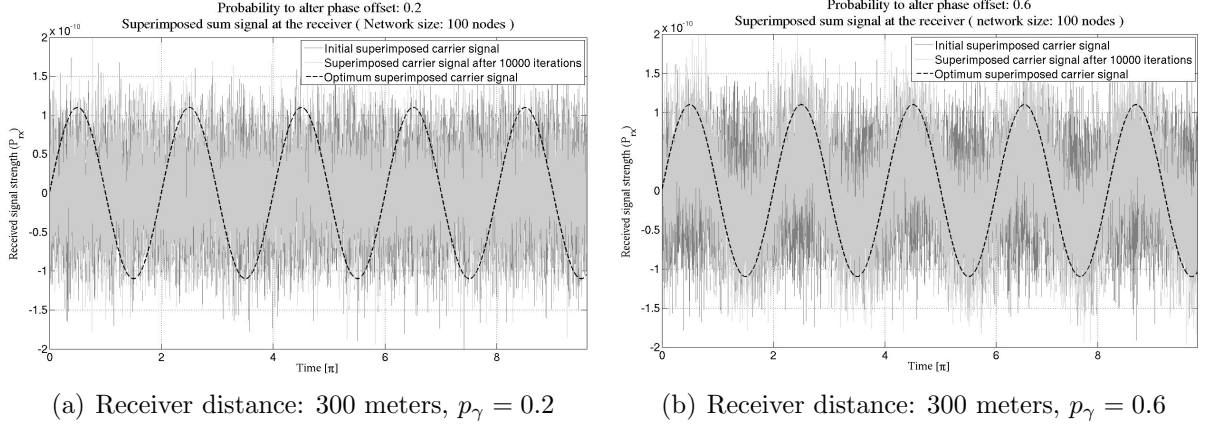 Probability to alter phase offset: 0.2
Superimposed sum signal at the receiver ( Network size: 100 nodes )
2 x 10^-10
Initial superimposed carrier signal
Superimposed carrier signal after 10000 iterations
Optimum superimposed carrier signal
1.5
1
0.5
0
-0.5
-1
-1.5
-2
Received signal strength (P_rx)
0 2 4 6 8
Time [π]
(a) Receiver distance: 300 meters, p_γ = 0.2
Probability to alter phase offset: 0.6
Superimposed sum signal at the receiver ( network size: 100 nodes )
2 x 10^-10
Initial superimposed carrier signal
Superimposed carrier signal after 10000 iterations
Optimum superimposed carrier signal
1.5
1
0.5
0
-0.5
-1
-1.5
-2
Received signal strength (P_rx)
0 2 4 6 8
Time [π]
(b) Receiver distance: 300 meters, p_γ = 0.6